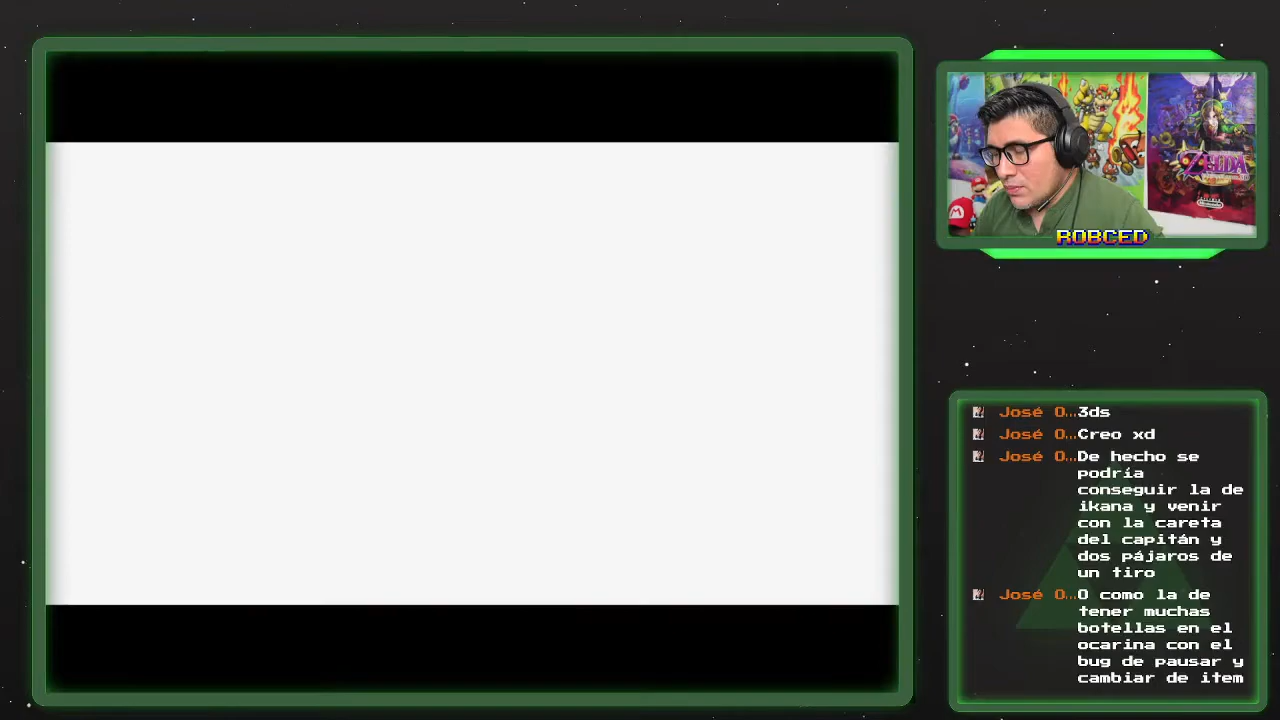 ZELDA
ROBCED
José O...3ds
José O...Creo xd
José O...De hecho se
podría
conseguir la de
ikana y venir
con la careta
del capitán y
dos pájaros de
un tiro
José O...O como la de
tener muchas
botellas en el
ocarina con el
bug de pausar y
cambiar de item